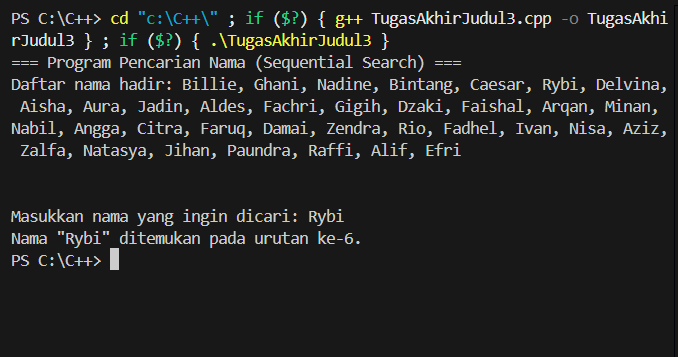 PS C:\C++> cd "c:\C++\" ; if ($?) { g++ TugasAkhirJudul3.cpp -o TugasAkhi
rJudul3 } ; if ($?) { .\TugasAkhirJudul3 }
=== Program Pencarian Nama (Sequential Search) ===
Daftar nama hadir: Billie, Ghani, Nadine, Bintang, Caesar, Rybi, Delvina,
 Aisha, Aura, Jadin, Aldes, Fachri, Gigih, Dzaki, Faishal, Arqan, Minan,
Nabil, Angga, Citra, Faruq, Damai, Zendra, Rio, Fadhel, Ivan, Nisa, Aziz,
 Zalfa, Natasya, Jihan, Paundra, Raffi, Alif, Efri
Masukkan nama yang ingin dicari: Rybi
Nama "Rybi" ditemukan pada urutan ke-6.
PS C:\C++>